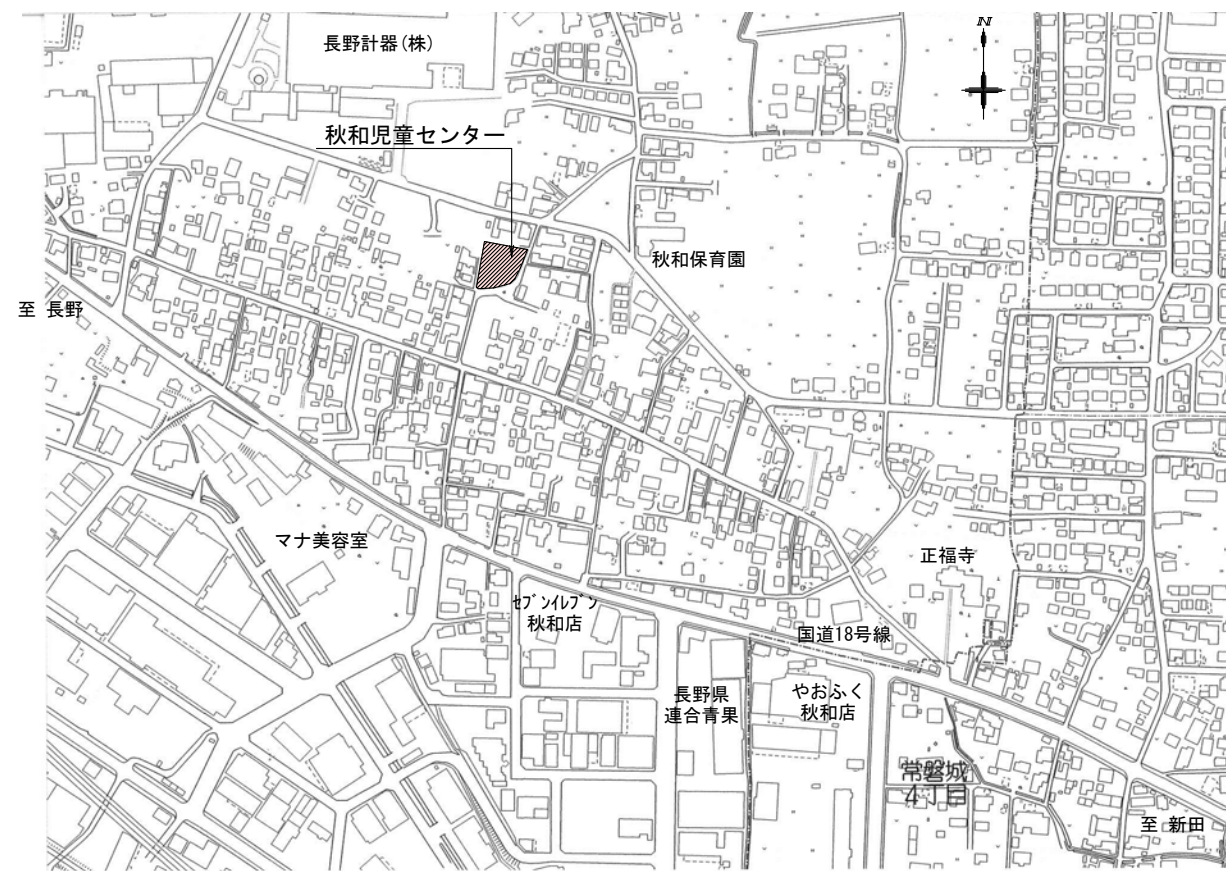 N
長野計器(株)
秋和児童センター
秋和保育園
至 長野
マナ美容室
正福寺
ｾﾌﾞﾝｲﾚﾌﾞﾝ
秋和店
国道18号線
長野県
連合青果
やおふく
秋和店
常磐城
4丁目
至 新田